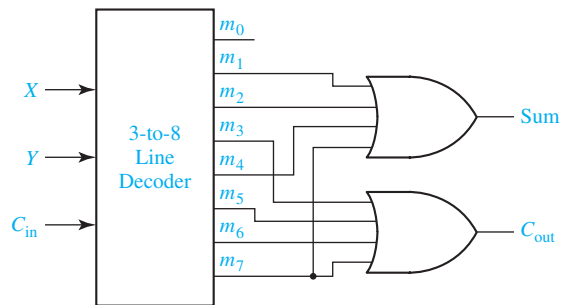 X
Y
C_in
3-to-8
Line
Decoder
m_0
m_1
m_2
m_3
m_4
m_5
m_6
m_7
Sum
C_out